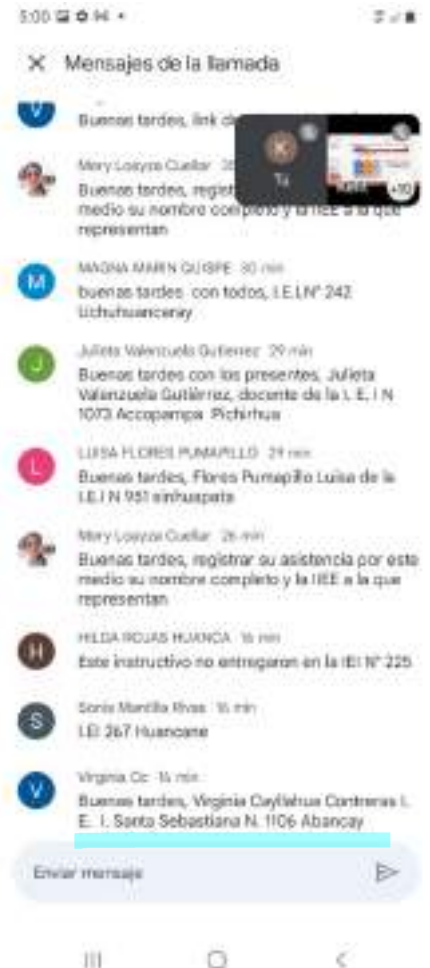 5:00
Mensajes de la llamada
V
Buenas tardes, link de
Mery Loayza Cuellar
Buenas tardes, regist
medio su nombre completo y la IIEE a la que
representan
Tú
+10
M
MAGNA MARIN QUISPE 30 min
buenas tardes con todos, I.E.I.N° 242
Uchuhuanceray
J
Julieta Valenzuela Gutierrez 29 min
Buenas tardes con los presentes, Julieta
Valenzuela Gutiérrez, docente de la I. E. I N
1073 Accopampa Pichirhua
L
LUISA FLORES PUMAPILLO 29 min
Buenas tardes, Flores Pumapillo Luisa de la
I.E.I N 951 sinhuaspata
Mery Loayza Cuellar 26 min
Buenas tardes, registrar su asistencia por este
medio su nombre completo y la IIEE a la que
representan
H
HILDA ROJAS HUANCA 16 min
Este instructivo no entregaron en la IEI N° 225
S
Sonia Mantilla Rivas 16 min
I.EI 267 Huancane
V
Virginia Cc 14 min
Buenas tardes, Virginia Cayllahua Contreras I.
E. I. Santa Sebastiana N. 1106 Abancay
Enviar mensaje